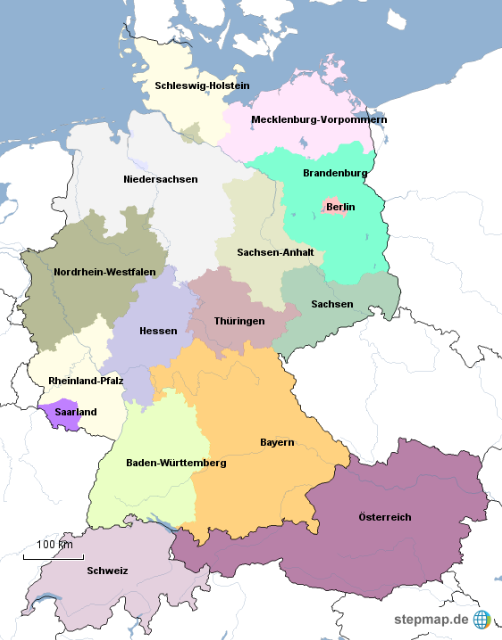 Schleswig-Holstein
Mecklenburg-Vorpommern
Brandenburg
Niedersachsen
Berlin
Sachsen-Anhalt
Nordrhein-Westfalen
Sachsen
Thüringen
Hessen
Rheinland-Pfalz
Saarland
Bayern
Baden-Württemberg
Österreich
100 km
Schweiz
stepmap.de